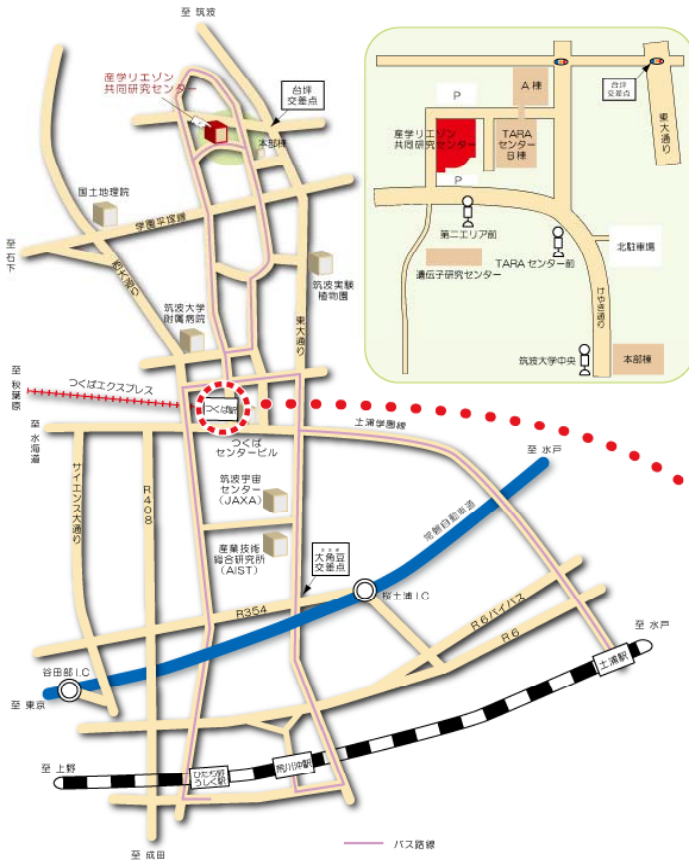 至 筑波
産学リエゾン
共同研究センター
台坪
交差点
本部棟
国土地理院
学園平塚線
至 石下
筑波実験
植物園
筑波大学
附属病院
東大通り
至 秋葉原
つくばエクスプレス
つくば駅
つくば
センタービル
土浦学園線
至 水海道
至 水戸
サイエンス大通り
R408
筑波宇宙
センター
(JAXA)
常磐自動車道
産業技術
総合研究所
(AIST)
ささぎ
大角豆
交差点
桜土浦 I.C
R354
R6バイパス
R6
至 水戸
谷田部 I.C
土浦駅
至 東京
荒川沖駅
至 上野
ひたち野
うしく駅
至 成田
バス路線
P
A 棟
台坪
交差点
産学リエゾン
共同研究センター
TARA
センター
B 棟
東大通り
P
第二エリア前
北駐車場
TARA センター前
遺伝子研究センター
けやき通り
筑波大学中央
本部棟